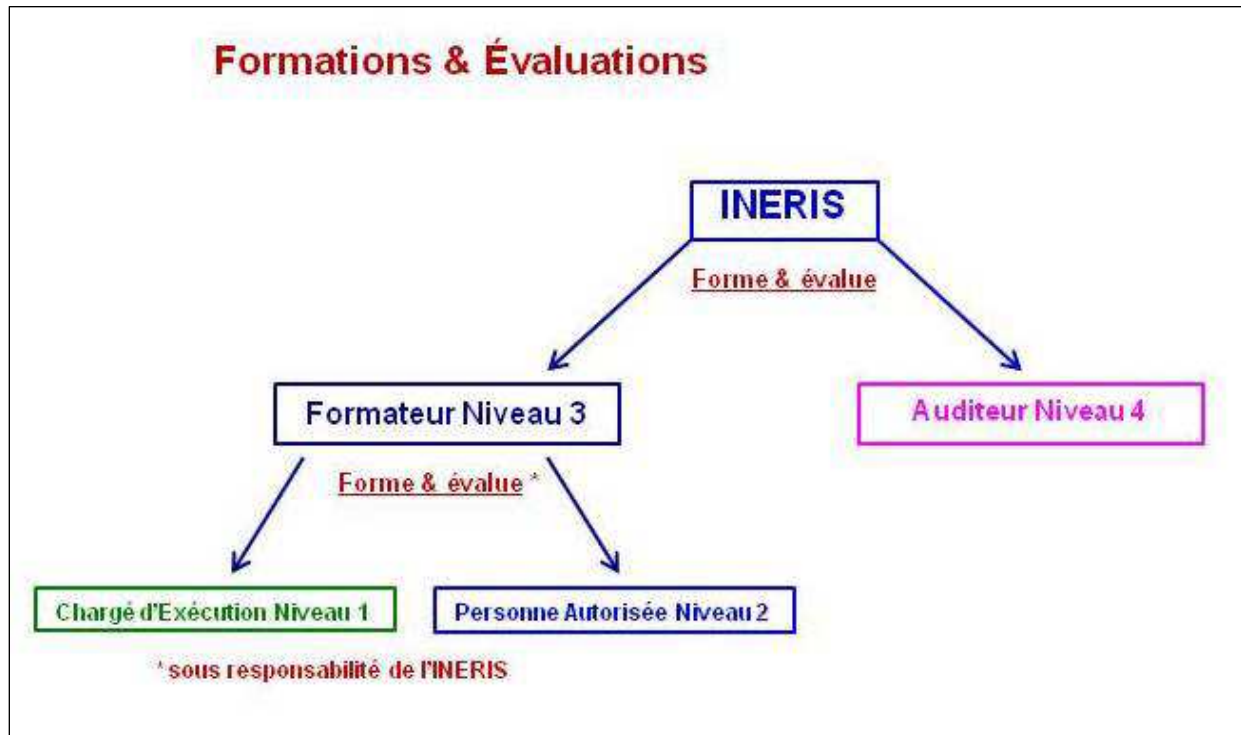 Formations & Évaluations
INERIS
Forme & évalue
Formateur Niveau 3
Auditeur Niveau 4
Forme & évalue *
Chargé d'Exécution Niveau 1
Personne Autorisée Niveau 2
* sous responsabilité de l'INERIS